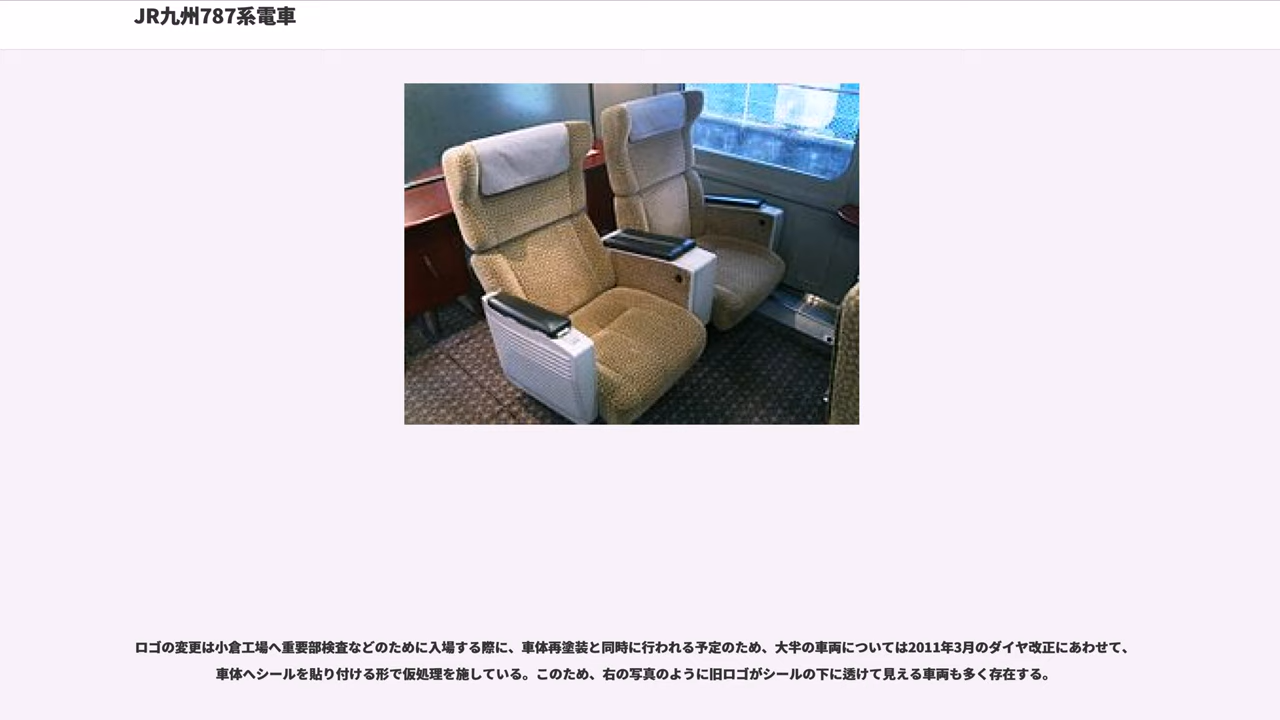 JR九州787系電車
ロゴの変更は小倉工場へ重要部検査などのために入場する際に、車体再塗装と同時に行われる予定のため、大半の車両については2011年3月のダイヤ改正にあわせて、
車体へシールを貼り付ける形で仮処理を施している。このため、右の写真のように旧ロゴがシールの下に透けて見える車両も多く存在する。